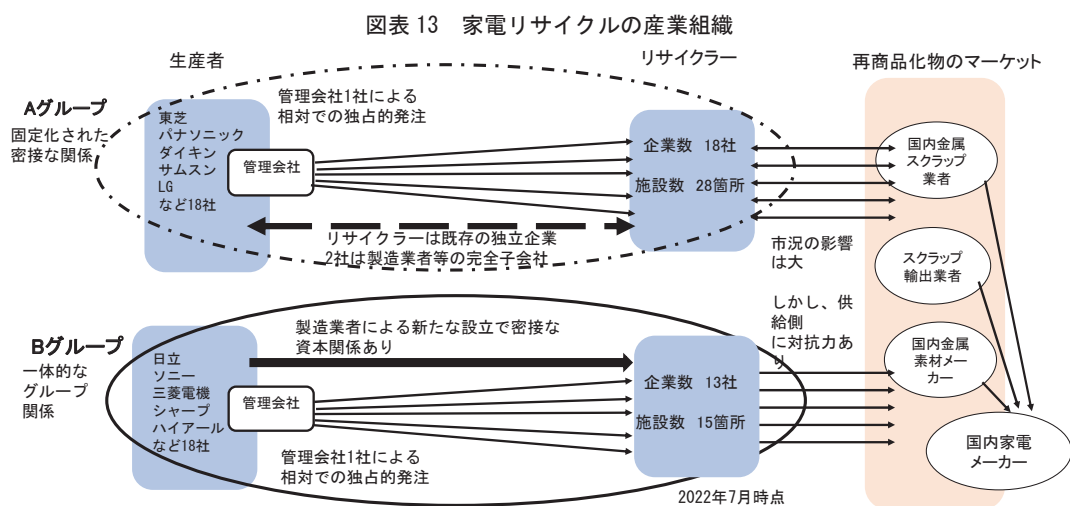 図表 13 家電リサイクルの産業組織
生産者
リサイクラー
再商品化物のマーケット
Aグループ
固定化された
密接な関係
東芝
パナソニック
ダイキン
サムスン
LG
など18社
管理会社1社による
相対での独占的発注
管理会社
企業数 18社
施設数 28箇所
リサイクラーは既存の独立企業
2社は製造業者等の完全子会社
国内金属
スクラップ
業者
市況の影響
は大
スクラップ
輸出業者
しかし、供
給側
に対抗力あ
り
Bグループ
一体的な
グループ
関係
日立
ソニー
三菱電機
シャープ
ハイアール
など18社
製造業者による新たな設立で密接な
資本関係あり
管理会社
企業数 13社
施設数 15箇所
管理会社1社による
相対での独占的発注
国内金属
素材メー
カー
国内家電
メーカー
2022年7月時点